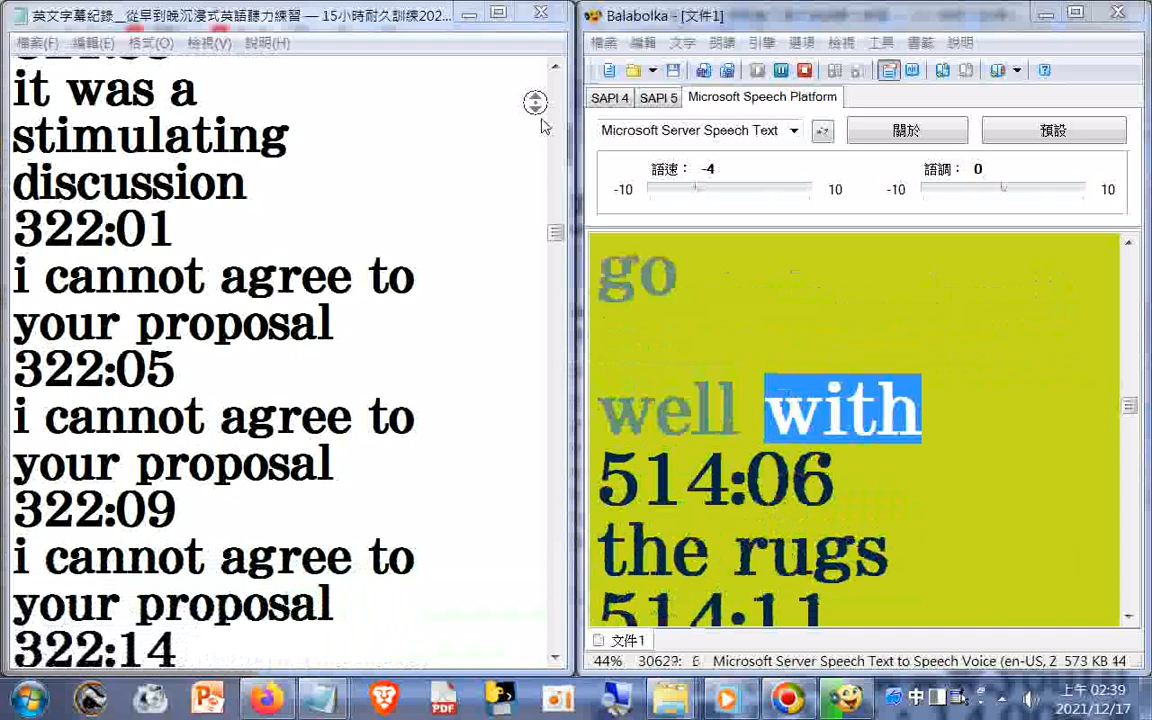 英文字幕紀錄__從早到晚沉浸式英語聽力練習 — 15小時耐久訓練202...
檔案(F) 編輯(E) 格式(O) 檢視(V) 說明(H)
it was a
stimulating
discussion
322:01
i cannot agree to
your proposal
322:05
i cannot agree to
your proposal
322:09
i cannot agree to
your proposal
322:14
Balabolka - [文件1]
檔案 編輯 文字 朗讀 引擎 選項 檢視 工具 書籤 說明
SAPI 4 SAPI 5 Microsoft Speech Platform
Microsoft Server Speech Text 關於 預設
語速： -4 語調： 0
-10 10 -10 10
go
well with
514:06
the rugs
514:11
文件1
44% Microsoft Server Speech Text to Speech Voice (en-US, 2 573 KB 44
中 上午 02:39
2021/12/17